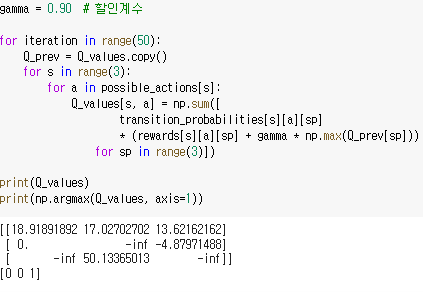 gamma = 0.90  # 할인계수
for iteration in range(50):
    Q_prev = Q_values.copy()
    for s in range(3):
        for a in possible_actions[s]:
            Q_values[s, a] = np.sum([
                transition_probabilities[s][a][sp]
                * (rewards[s][a][sp] + gamma * np.max(Q_prev[sp]))
            for sp in range(3)])
print(Q_values)
print(np.argmax(Q_values, axis=1))
[[18.91891892 17.02702702 13.62162162]
 [ 0.                -inf -4.87971488]
 [       -inf 50.13365013        -inf]]
[0 0 1]